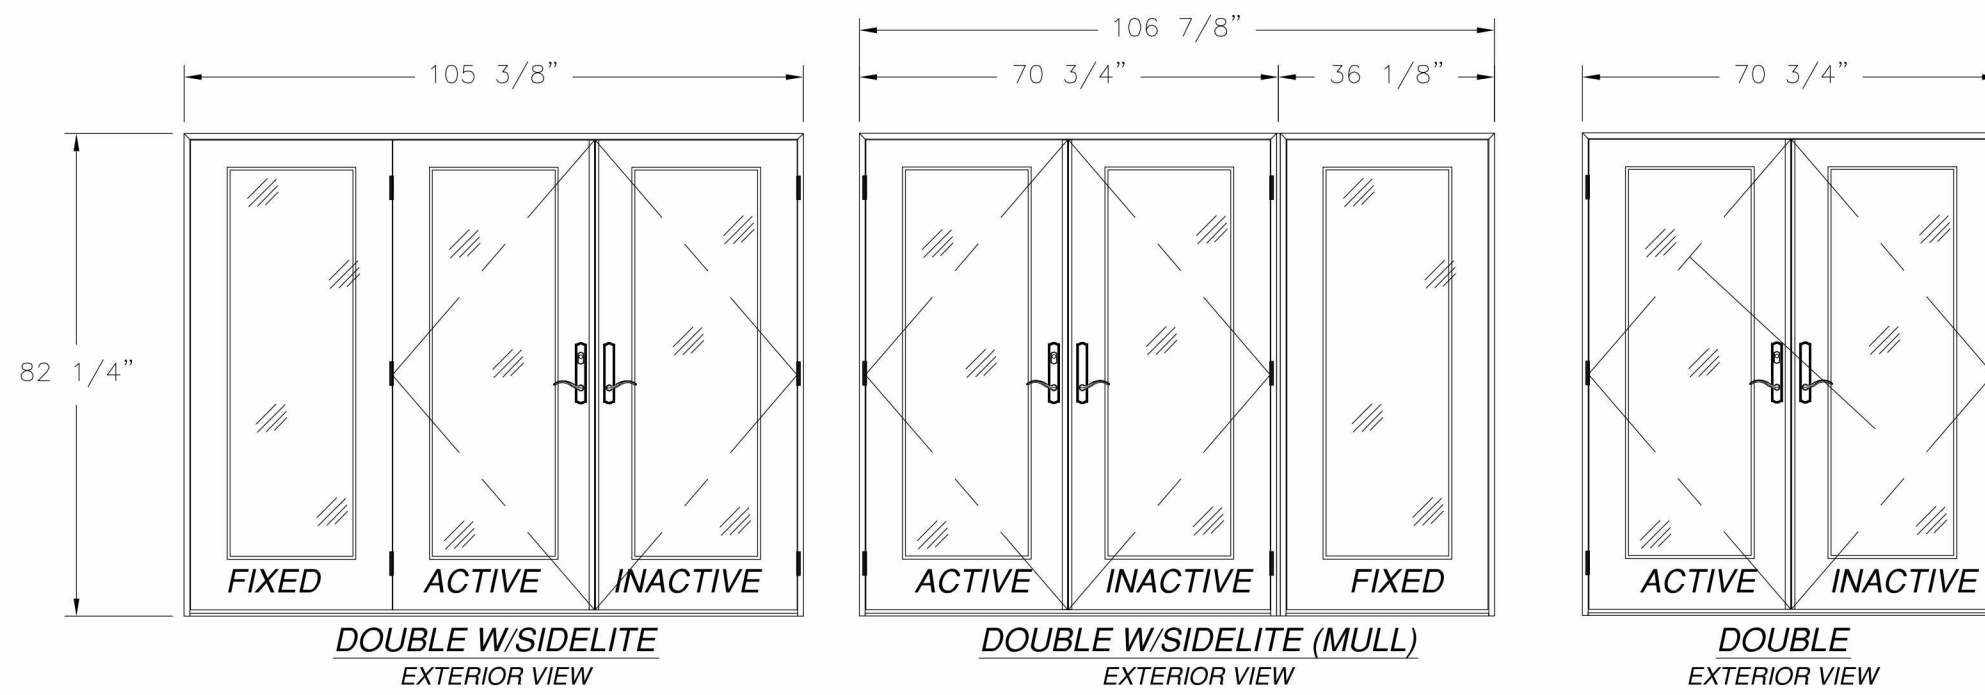 106 7/8”
105 3/8”
70 3/4”
36 1/8”
70 3/4”
82 1/4”
FIXED
ACTIVE
INACTIVE
ACTIVE
INACTIVE
FIXED
ACTIVE
INACTIVE
DOUBLE W/SIDELITE
EXTERIOR VIEW
DOUBLE W/SIDELITE (MULL)
EXTERIOR VIEW
DOUBLE
EXTERIOR VIEW